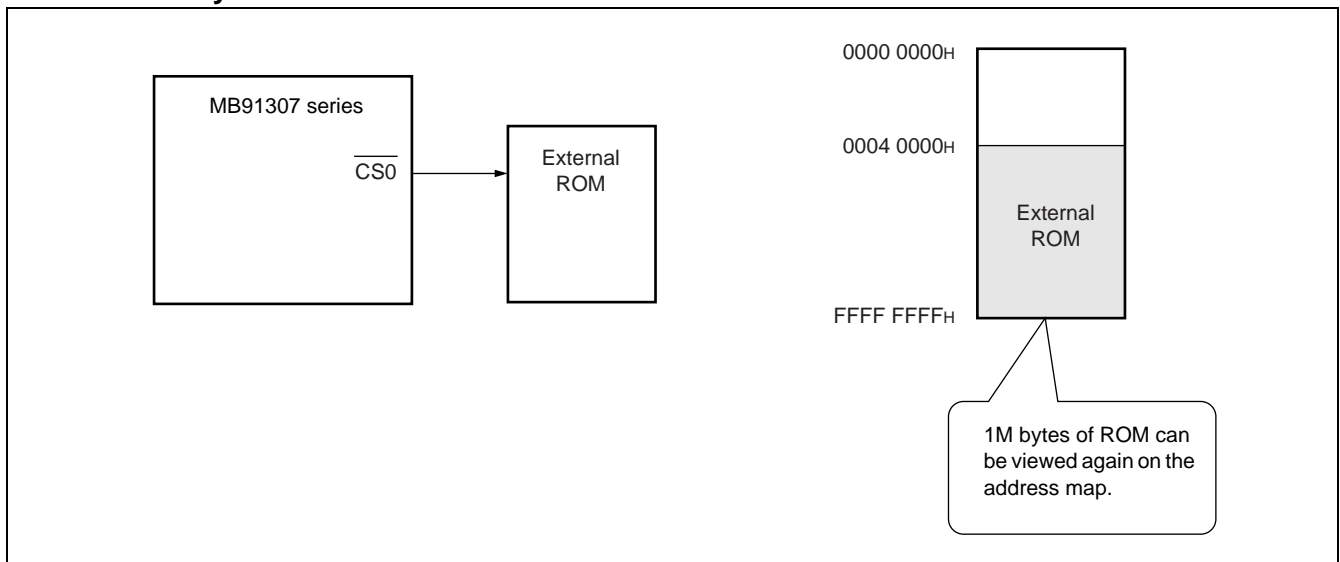 MB91307 series
CS0
External
ROM
0000 0000H
0004 0000H
External
ROM
FFFF FFFFH
1M bytes of ROM can
be viewed again on the
address map.